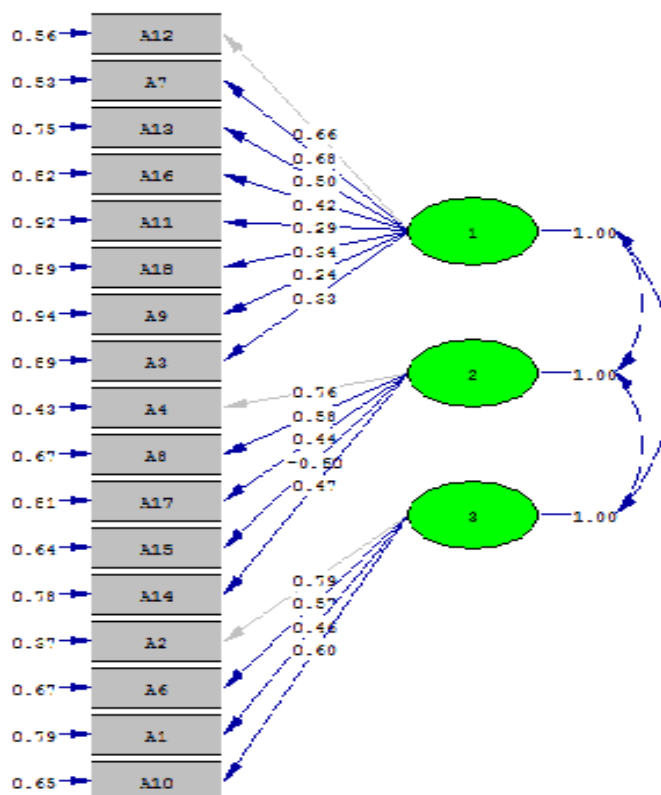 0.56 A12
0.53 A7
0.75 A13
0.82 A16
0.92 A11
0.89 A18
0.94 A9
0.89 A3
0.43 A4
0.67 A8
0.81 A17
0.64 A15
0.78 A14
0.37 A2
0.67 A6
0.79 A1
0.65 A10
0.66
0.68
0.50
0.42
0.29
0.34
0.24
0.33
0.76
0.58
0.44
-0.60
0.47
0.79
0.57
0.46
0.60
1 1.00
2 1.00
3 1.00